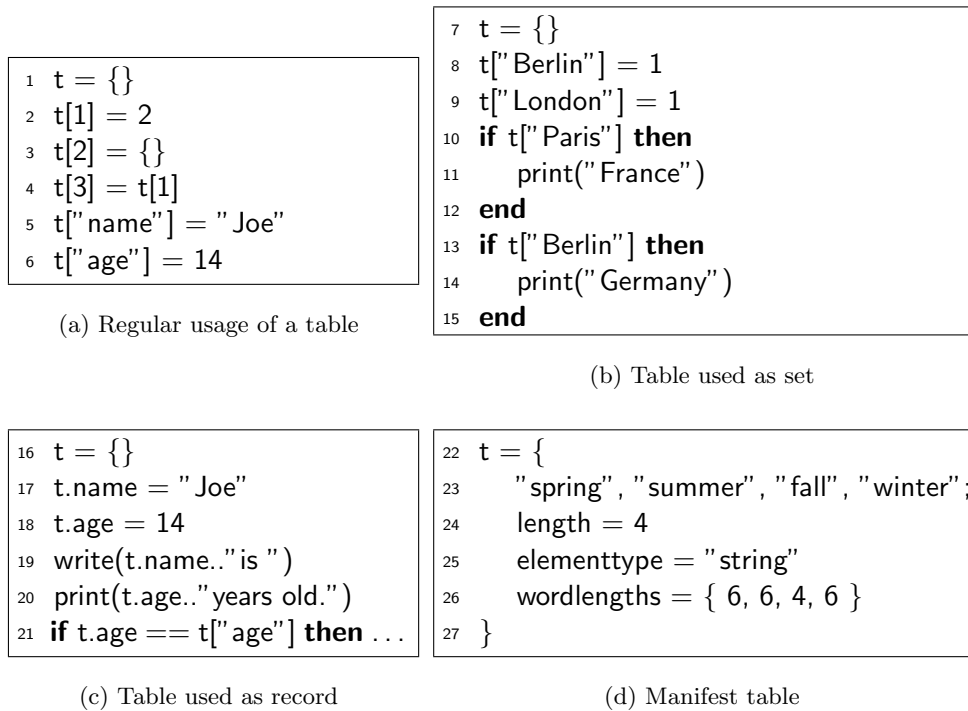 1 t = {}
2 t[1] = 2
3 t[2] = {}
4 t[3] = t[1]
5 t["name"] = "Joe"
6 t["age"] = 14
(a) Regular usage of a table
7 t = {}
8 t["Berlin"] = 1
9 t["London"] = 1
10 if t["Paris"] then
11 print("France")
12 end
13 if t["Berlin"] then
14 print("Germany")
15 end
(b) Table used as set
16 t = {}
17 t.name = "Joe"
18 t.age = 14
19 write(t.name.."is ")
20 print(t.age.."years old.")
21 if t.age == t["age"] then ...
(c) Table used as record
22 t = {
23 "spring", "summer", "fall", "winter";
24 length = 4
25 elementtype = "string"
26 wordlengths = { 6, 6, 4, 6 }
27 }
(d) Manifest table